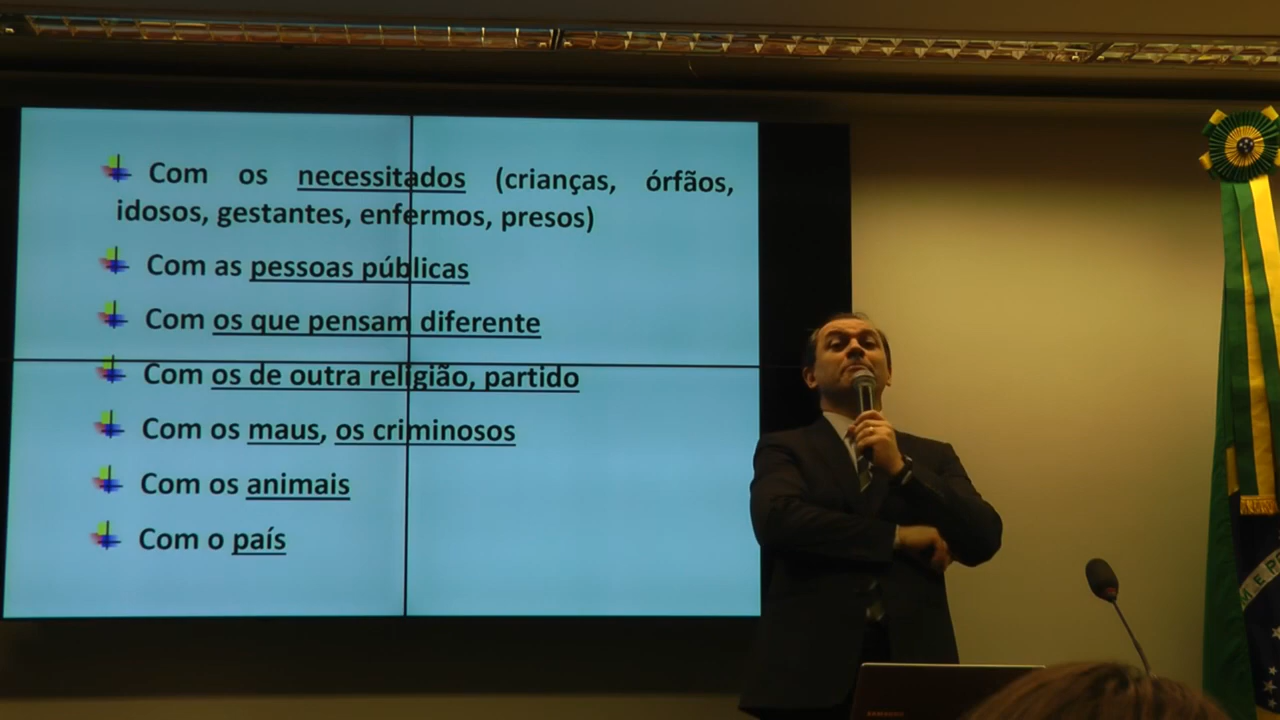 Com os necessitados (crianças, órfãos,
idosos, gestantes, enfermos, presos)
Com as pessoas públicas
Com os que pensam diferente
Com os de outra religião, partido
Com os maus, os criminosos
Com os animais
Com o país
M E P
SAMSUNG